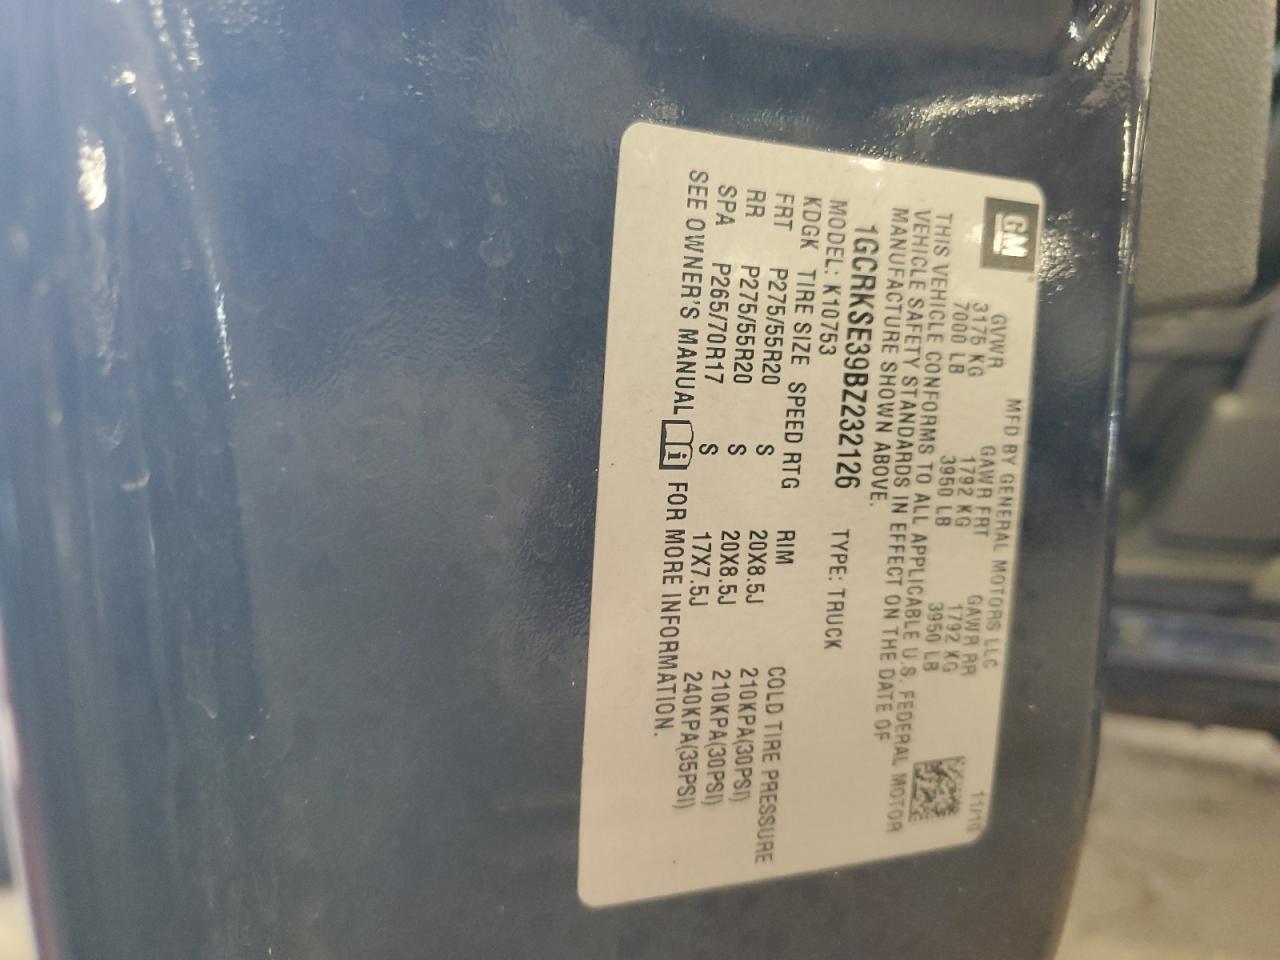 GM
MFD BY GENERAL MOTORS LLC 11/10
GVWR GAWR FRT GAWR RR
3175 KG 1792 KG 1792 KG
7000 LB 3950 LB 3950 LB
THIS VEHICLE CONFORMS TO ALL APPLICABLE U.S. FEDERAL MOTOR
VEHICLE SAFETY STANDARDS IN EFFECT ON THE DATE OF
MANUFACTURE SHOWN ABOVE.
1GCRKSE39BZ232126 TYPE: TRUCK
MODEL: K10753
KDGK TIRE SIZE SPEED RTG RIM COLD TIRE PRESSURE
FRT P275/55R20 S 20X8.5J 210KPA(30PSI)
RR P275/55R20 S 20X8.5J 210KPA(30PSI)
SPA P265/70R17 S 17X7.5J 240KPA(35PSI)
SEE OWNER'S MANUAL i FOR MORE INFORMATION.